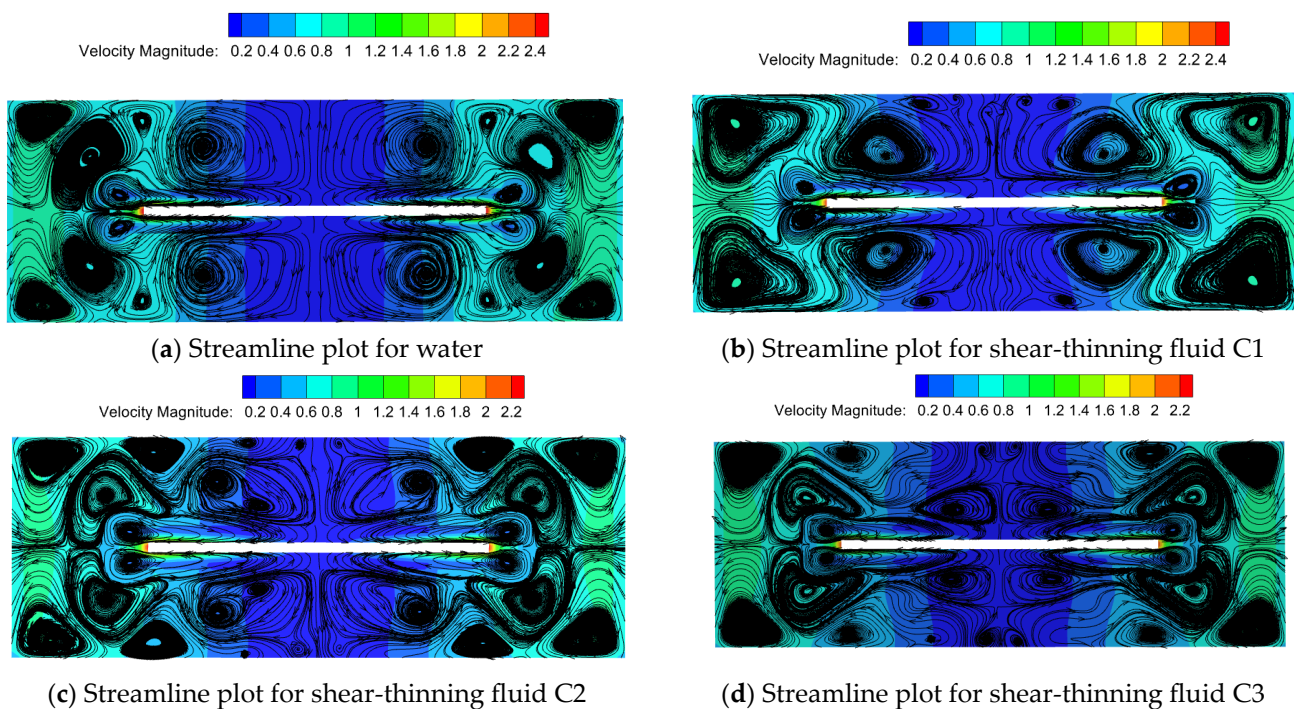 Velocity Magnitude: 0.2 0.4 0.6 0.8 1 1.2 1.4 1.6 1.8 2 2.2 2.4
Velocity Magnitude: 0.2 0.4 0.6 0.8 1 1.2 1.4 1.6 1.8 2 2.2 2.4
(a) Streamline plot for water
(b) Streamline plot for shear-thinning fluid C1
Velocity Magnitude: 0.2 0.4 0.6 0.8 1 1.2 1.4 1.6 1.8 2 2.2
Velocity Magnitude: 0.2 0.4 0.6 0.8 1 1.2 1.4 1.6 1.8 2 2.2
(c) Streamline plot for shear-thinning fluid C2
(d) Streamline plot for shear-thinning fluid C3